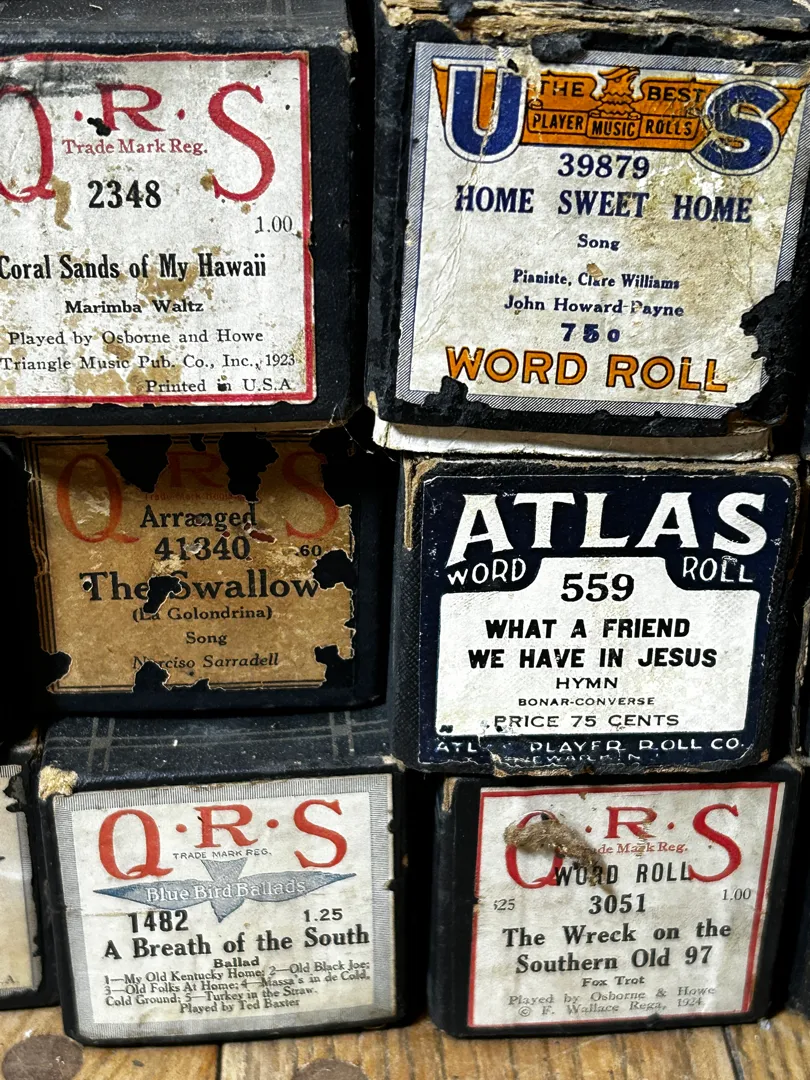 Q·R·S
Trade Mark Reg.
2348
1.00
Coral Sands of My Hawaii
Marimba Waltz
Played by Osborne and Howe
Triangle Music Pub. Co., Inc., 1923
Printed in U.S.A.
U THE BEST S
PLAYER MUSIC ROLLS
39879
HOME SWEET HOME
Song
Pianiste, Clare Williams
John Howard Payne
750
WORD ROLL
Q R S
Arranged
41340 .60
The Swallow
(La Golondrina)
Song
Narciso Sarradell
ATLAS
WORD ROLL
559
WHAT A FRIEND
WE HAVE IN JESUS
HYMN
BONAR-CONVERSE
PRICE 75 CENTS
PLAYER ROLL CO.
Q·R·S
TRADE MARK REG.
Blue Bird Ballads
1482 1.25
A Breath of the South
Ballad
1—My Old Kentucky Home; 2—Old Black Joe;
3—Old Folks At Home; 4—Massa's in de Cold,
Cold Ground; 5—Turkey in the Straw.
Played by Ted Baxter
Q·R·S
Trade Mark Reg.
WORD ROLL
3051
1.00
The Wreck on the
Southern Old 97
Fox Trot
Played by Osborne & Howe
© F. Wallace Rega, 1924
A